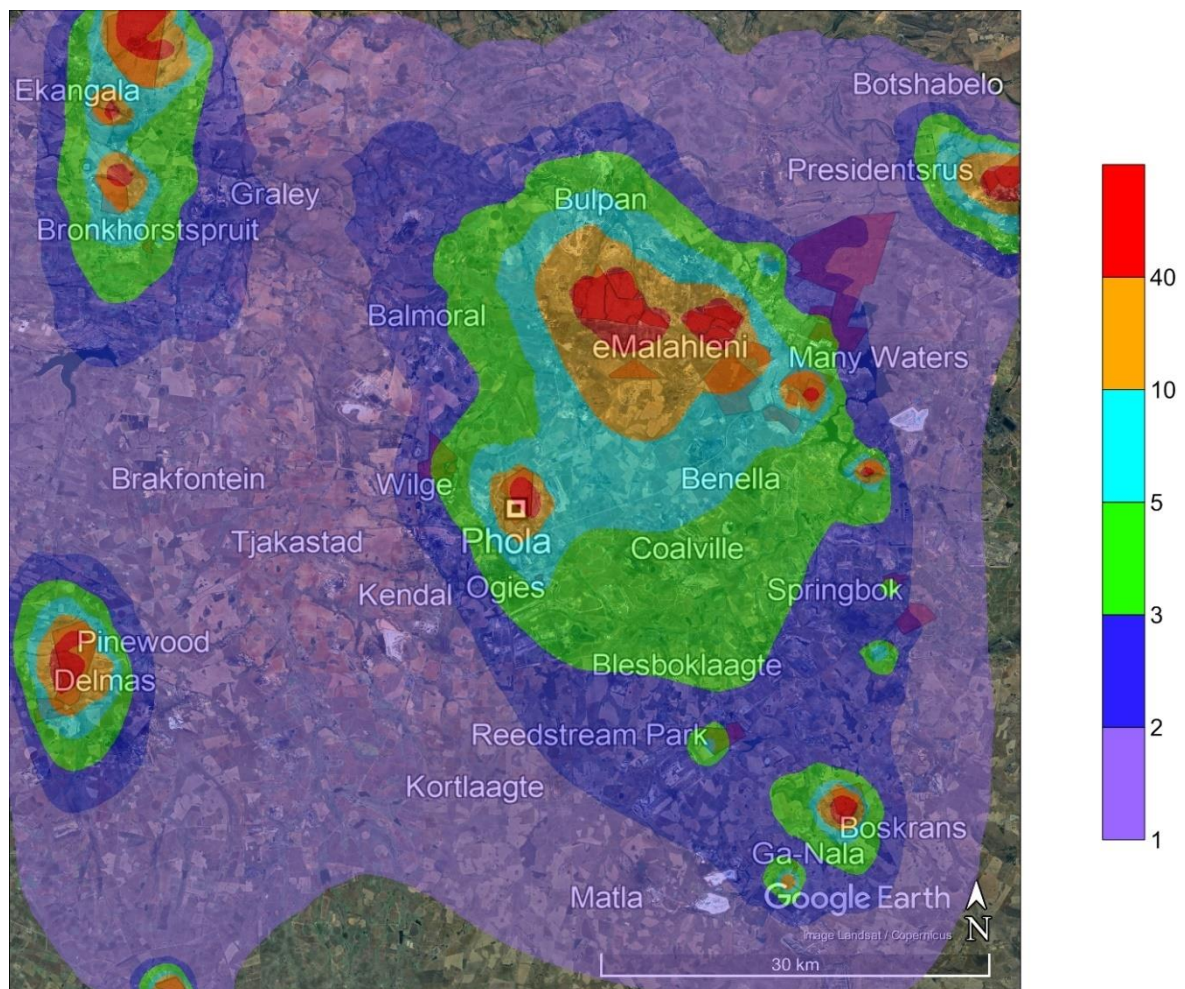 Botshabelo
Ekangala
Presidentsrus
Graley
Bulpan
Bronkhorstspruit
Balmoral
eMalahleni
Many Waters
Brakfontein
Wilge
Benella
Tjakastad
Phola
Coalville
Kendal
Ogies
Springbok
Pinewood
Delmas
Blesboklaagte
Reedstream Park
Kortlaagte
Boskrans
Ga-Nala
Matla
Google Earth
Image Landsat / Copernicus
N
30 km
40
10
5
3
2
1